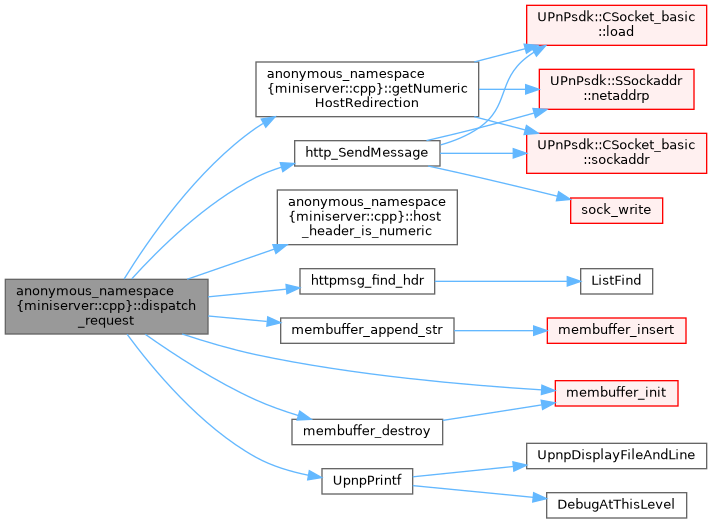 anonymous_namespace
{miniserver::cpp}::dispatch
_request
anonymous_namespace
{miniserver::cpp}::getNumeric
HostRedirection
http_SendMessage
anonymous_namespace
{miniserver::cpp}::host
_header_is_numeric
httpmsg_find_hdr
membuffer_append_str
membuffer_destroy
UpnpPrintf
UPnPsdk::CSocket_basic
::load
UPnPsdk::SSockaddr
::netaddrp
UPnPsdk::CSocket_basic
::sockaddr
sock_write
ListFind
membuffer_insert
membuffer_init
UpnpDisplayFileAndLine
DebugAtThisLevel